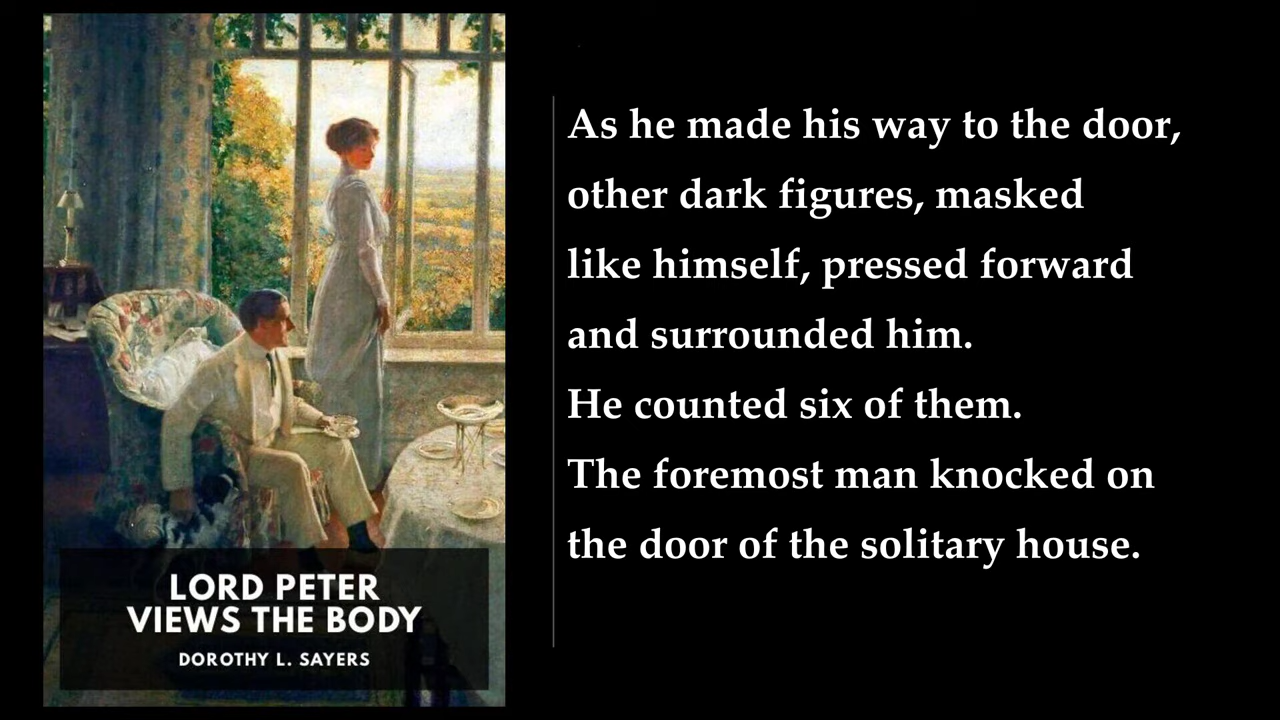 LORD PETER
VIEWS THE BODY
DOROTHY L. SAYERS
As he made his way to the door,
other dark figures, masked
like himself, pressed forward
and surrounded him.
He counted six of them.
The foremost man knocked on
the door of the solitary house.